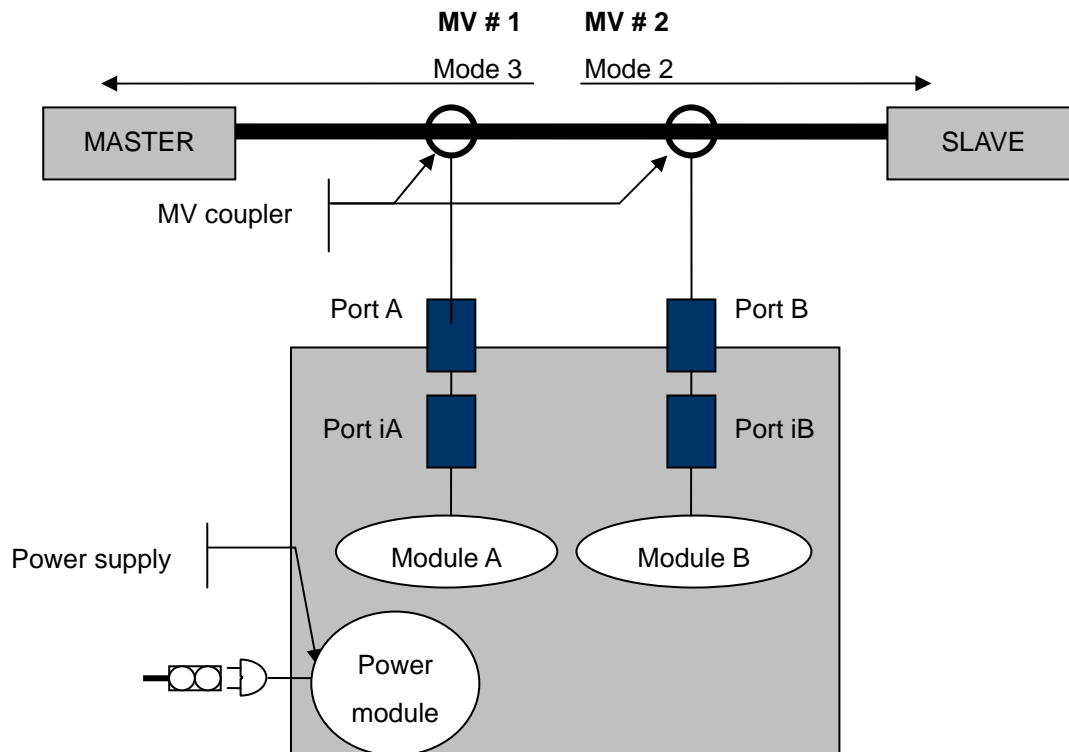 MV # 1 MV # 2
Mode 3 Mode 2
MASTER SLAVE
MV coupler
Port A Port B
Port iA Port iB
Module A Module B
Power supply
Power
module